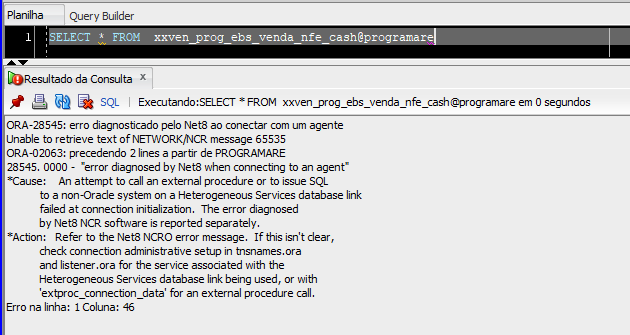 Planilha Query Builder
1 SELECT * FROM xxven_prog_ebs_venda_nfe_cash@programare
Resultado da Consulta x
SQL | Executando:SELECT * FROM xxven_prog_ebs_venda_nfe_cash@programare em 0 segundos
ORA-28545: erro diagnosticado pelo Net8 ao conectar com um agente
Unable to retrieve text of NETWORK/NCR message 65535
ORA-02063: precedendo 2 lines a partir de PROGRAMARE
28545. 0000 - "error diagnosed by Net8 when connecting to an agent"
*Cause: An attempt to call an external procedure or to issue SQL
to a non-Oracle system on a Heterogeneous Services database link
failed at connection initialization. The error diagnosed
by Net8 NCR software is reported separately.
*Action: Refer to the Net8 NCRO error message. If this isn't clear,
check connection administrative setup in tnsnames.ora
and listener.ora for the service associated with the
Heterogeneous Services database link being used, or with
'extproc_connection_data' for an external procedure call.
Erro na linha: 1 Coluna: 46